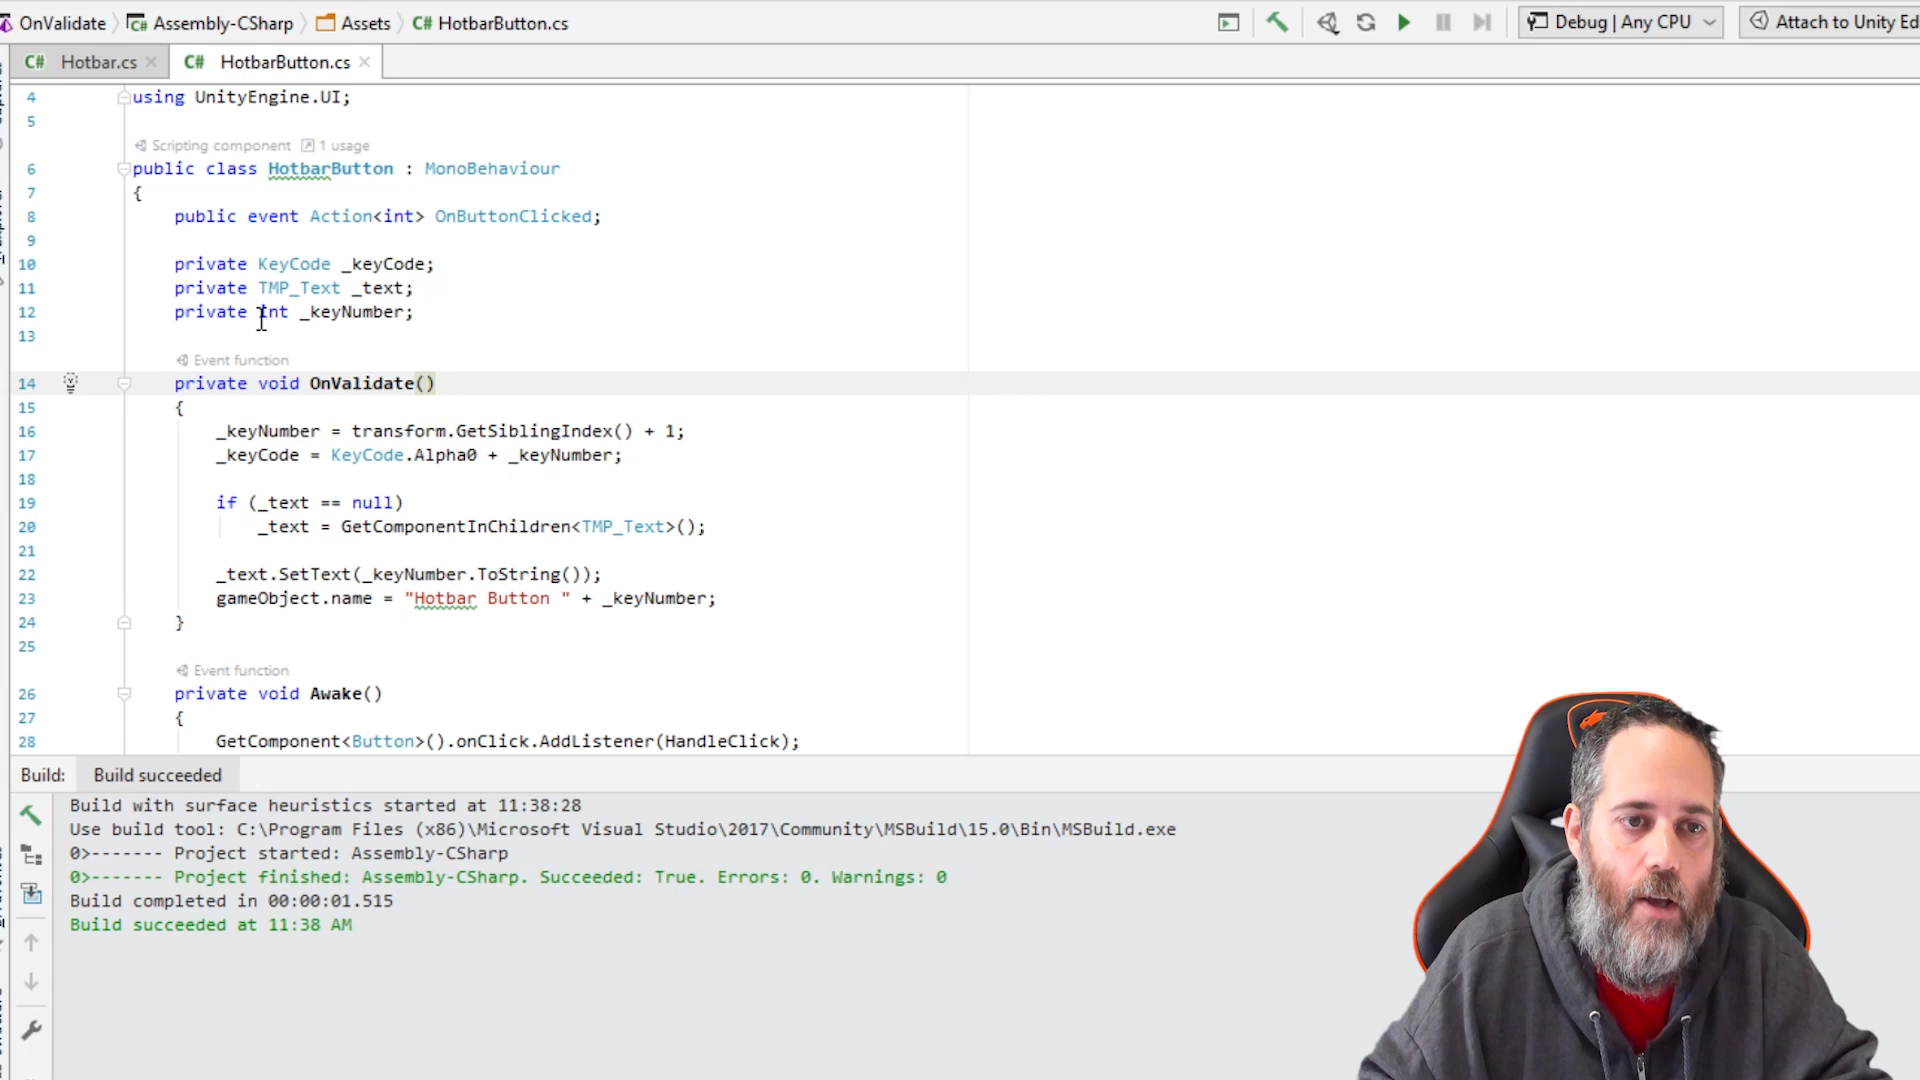 OnValidate Assembly-CSharp Assets C# HotbarButton.cs Debug | Any CPU Attach to Unity Ed
C# Hotbar.cs C# HotbarButton.cs
4 using UnityEngine.UI;
5
Scripting component 1 usage
6 public class HotbarButton : MonoBehaviour
7 {
8 public event Action<int> OnButtonClicked;
9
10 private KeyCode _keyCode;
11 private TMP_Text _text;
12 private int _keyNumber;
13
Event function
14 private void OnValidate()
15 {
16 _keyNumber = transform.GetSiblingIndex() + 1;
17 _keyCode = KeyCode.Alpha0 + _keyNumber;
18
19 if (_text == null)
20 _text = GetComponentInChildren<TMP_Text>();
21
22 _text.SetText(_keyNumber.ToString());
23 gameObject.name = "Hotbar Button " + _keyNumber;
24 }
25
Event function
26 private void Awake()
27 {
28 GetComponent<Button>().onClick.AddListener(HandleClick);
Build: Build succeeded
Build with surface heuristics started at 11:38:28
Use build tool: C:\Program Files (x86)\Microsoft Visual Studio\2017\Community\MSBuild\15.0\Bin\MSBuild.exe
0>------- Project started: Assembly-CSharp
0>------- Project finished: Assembly-CSharp. Succeeded: True. Errors: 0. Warnings: 0
Build completed in 00:00:01.515
Build succeeded at 11:38 AM